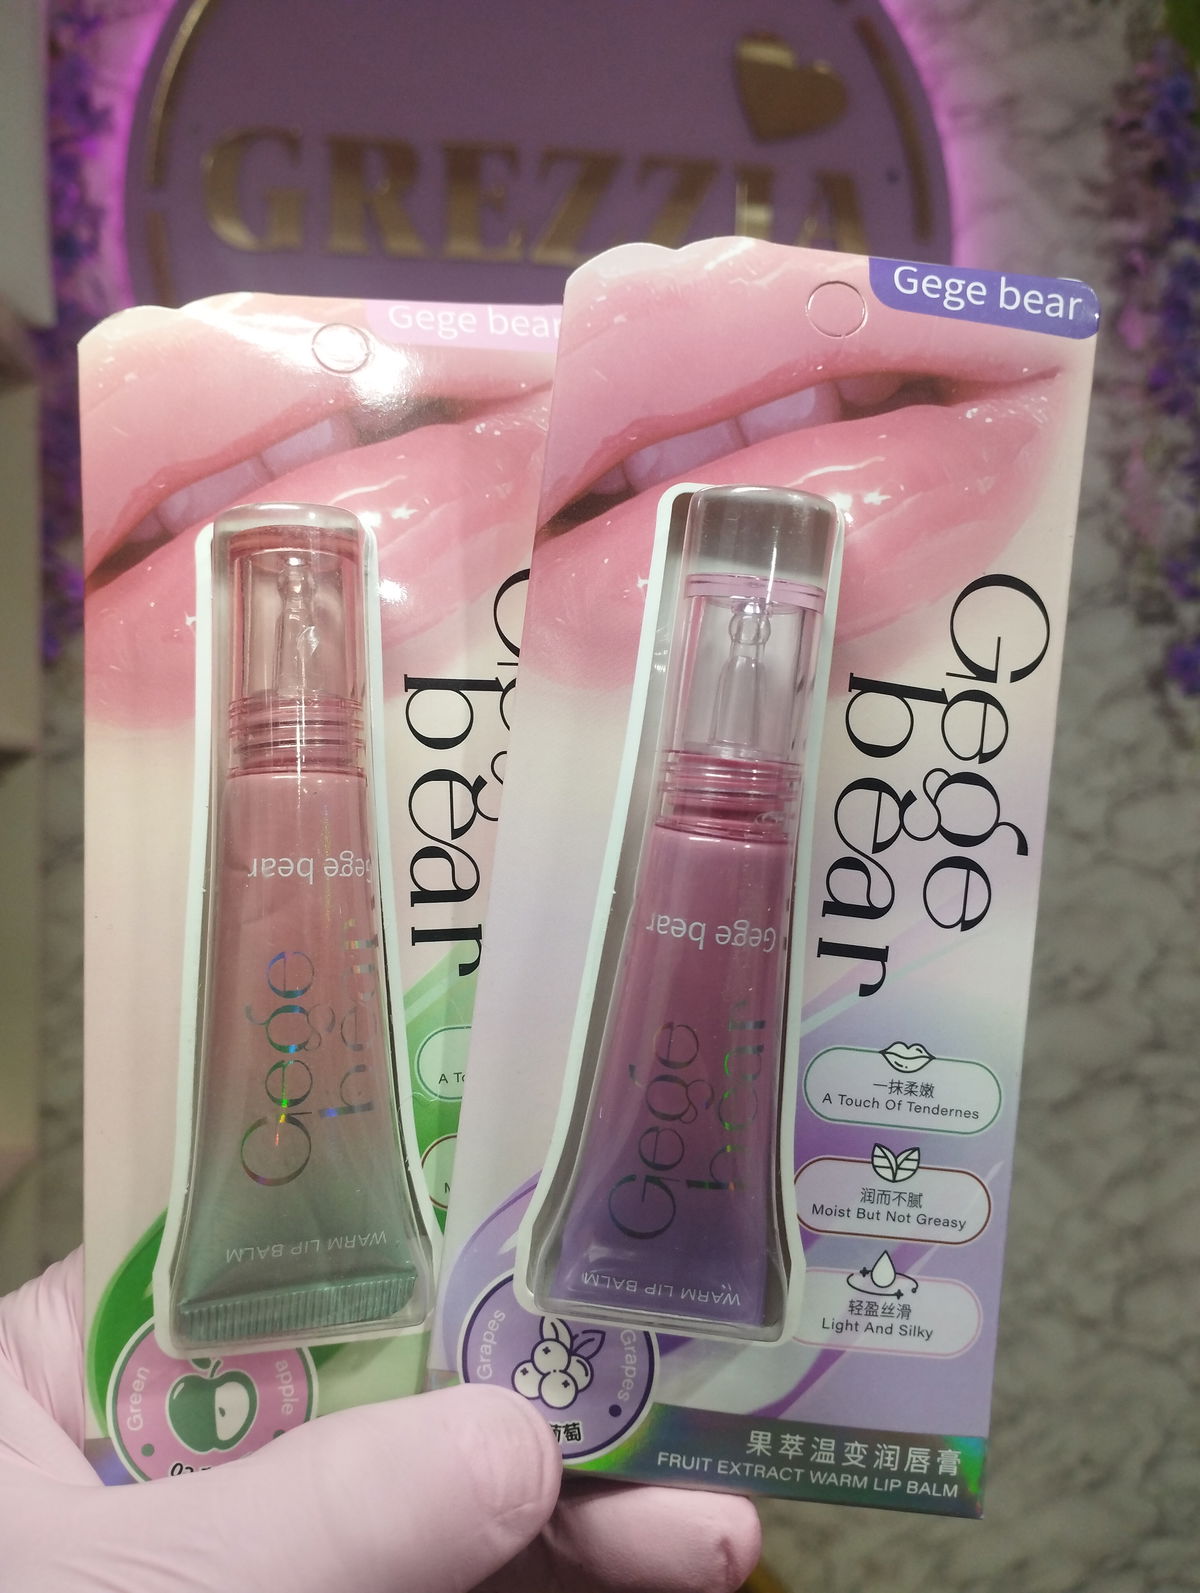 GREZZIA
Gege bear
Gege bear
Gege
bear
Gege bear
Gege
bear
WARM LIP BALM
Green apple
Gege
bear
Gege bear
Gege
bear
WARM LIP BALM
一抹柔嫩
A Touch Of Tendernes
润而不腻
Moist But Not Greasy
轻盈丝滑
Light And Silky
Grapes Grapes
葡萄
果萃温变润唇膏
FRUIT EXTRACT WARM LIP BALM